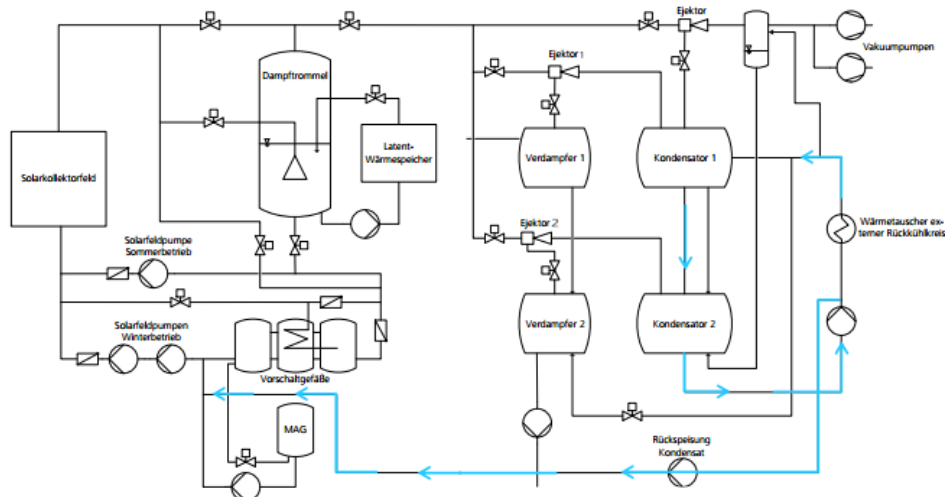 Ejektor
Vakuumpumpen
Ejektor 1
Dampftrommel
Latent-
Wärmespeicher
Verdampfer 1
Kondensator 1
Solarkollektorfeld
Wärmetauscher ex-
terner Rückkühlkreis
Ejektor 2
Solarfeldpumpe
Sommerbetrieb
Solarfeldpumpen
Winterbetrieb
Verdampfer 2
Kondensator 2
Vorschaltgefäße
MAG
Rückspeisung
Kondensat